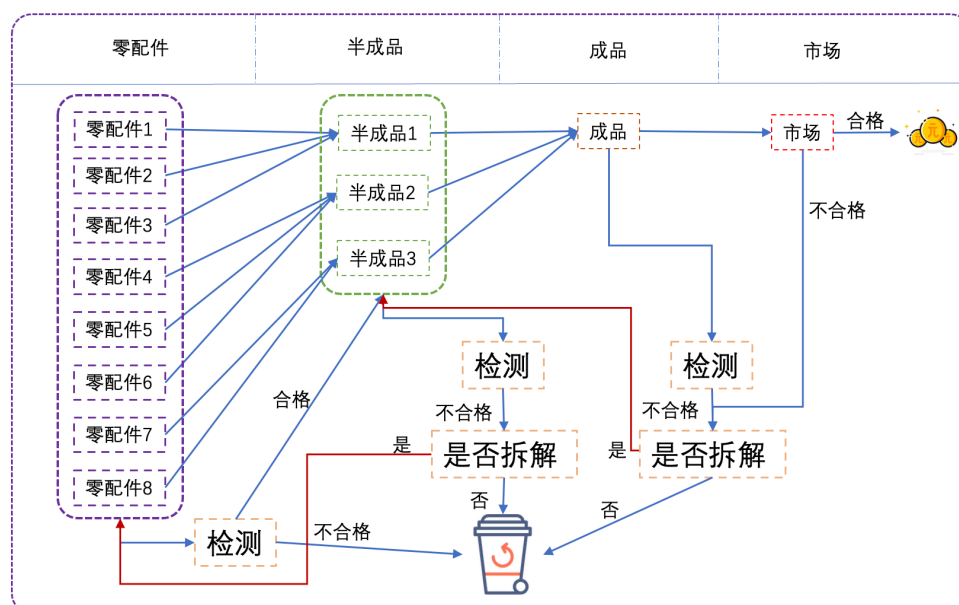 零配件
半成品
成品
市场
零配件1
零配件2
零配件3
零配件4
零配件5
零配件6
零配件7
零配件8
半成品1
半成品2
半成品3
成品
市场
合格
元
不合格
检测
检测
合格
不合格
不合格
是
是否拆解
是
是否拆解
否
否
检测
不合格